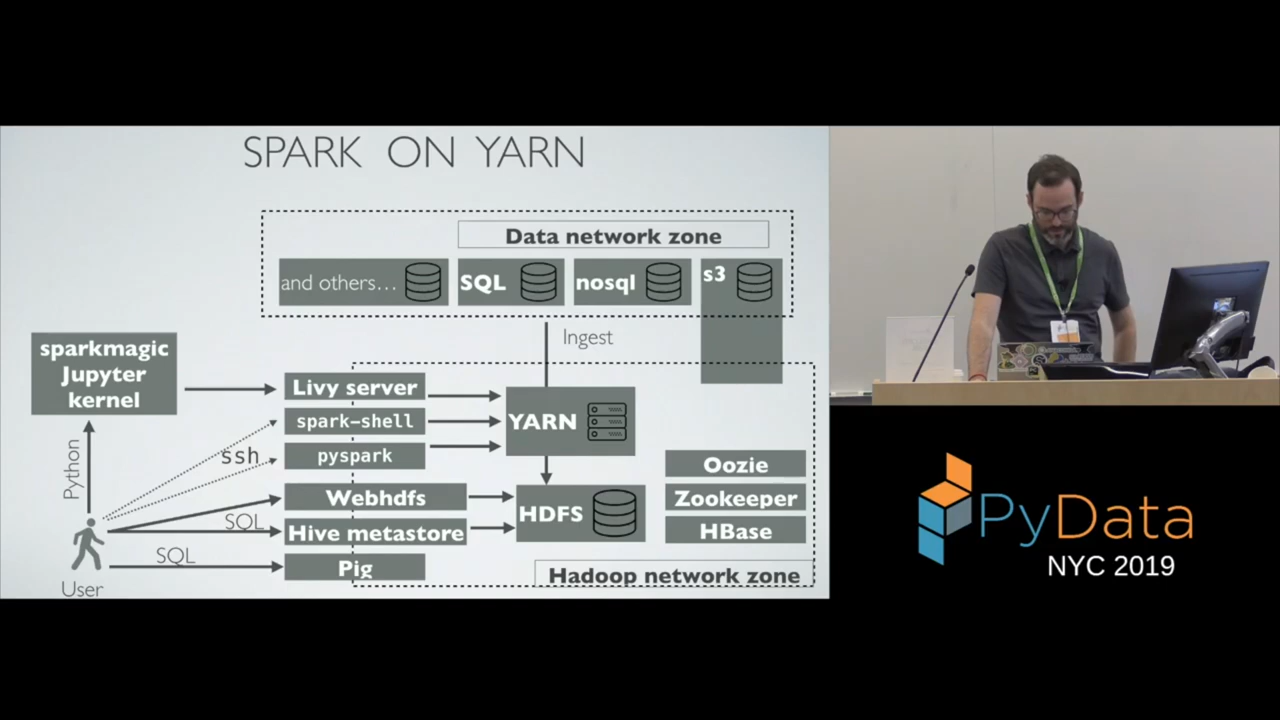 SPARK ON YARN
Data network zone
and others...
SQL
nosql
s3
Ingest
sparkmagic
Jupyter
kernel
Livy server
spark-shell
pyspark
YARN
ssh
Python
Webhdfs
SQL
Hive metastore
HDFS
SQL
Pig
User
Oozie
Zookeeper
HBase
Hadoop network zone
PyData
NYC 2019